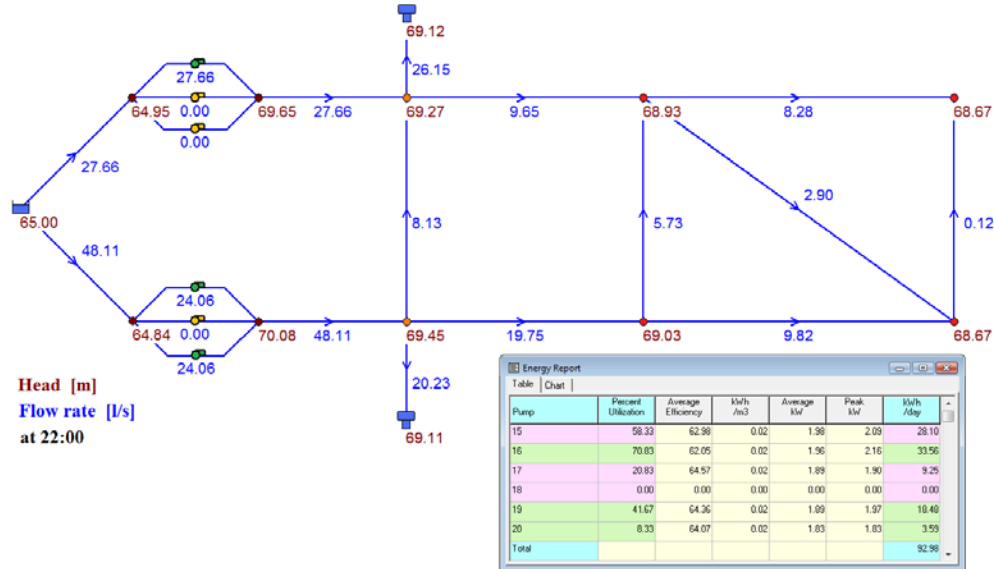 69.12
27.66
26.15
0.00
64.95
69.65
27.66
69.27
9.65
68.93
8.28
68.67
0.00
27.66
2.90
65.00
8.13
5.73
0.12
48.11
24.06
64.84
0.00
70.08
48.11
69.45
19.75
69.03
9.82
68.67
24.06
20.23
69.11
Head [m]
Flow rate [l/s]
at 22:00
Energy Report
Table Chart
Pump Percent Utilization Average Efficiency kWh /m3 Average kW Peak kW kWh /day
15 58.33 62.98 0.02 1.98 2.09 28.10
16 70.83 62.05 0.02 1.96 2.16 33.56
17 20.83 64.57 0.02 1.89 1.90 9.25
18 0.00 0.00 0.00 0.00 0.00 0.00
19 41.67 64.36 0.02 1.89 1.97 18.48
20 8.33 64.07 0.02 1.83 1.83 3.59
Total 92.98